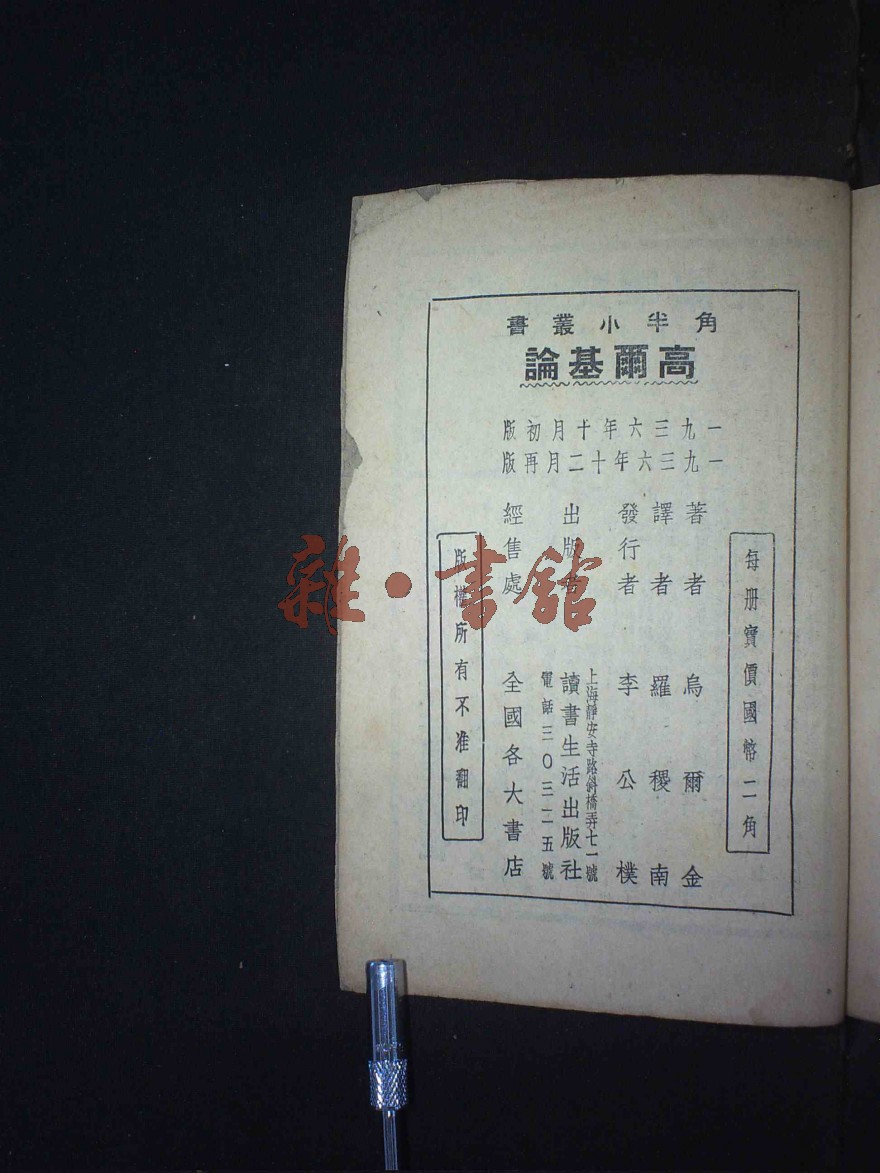 角半小叢書
高爾基論
一九三六年十月初版
一九三六年十二月再版
每册實價國幣二角
著者 烏爾金
譯者 羅稷南
發行者 李公樸
出版者
上海靜安寺路斜橋弄七一號
讀書生活出版社
電話三〇三一五號
經售處 全國各大書店
版權所有不准翻印
雜·書館